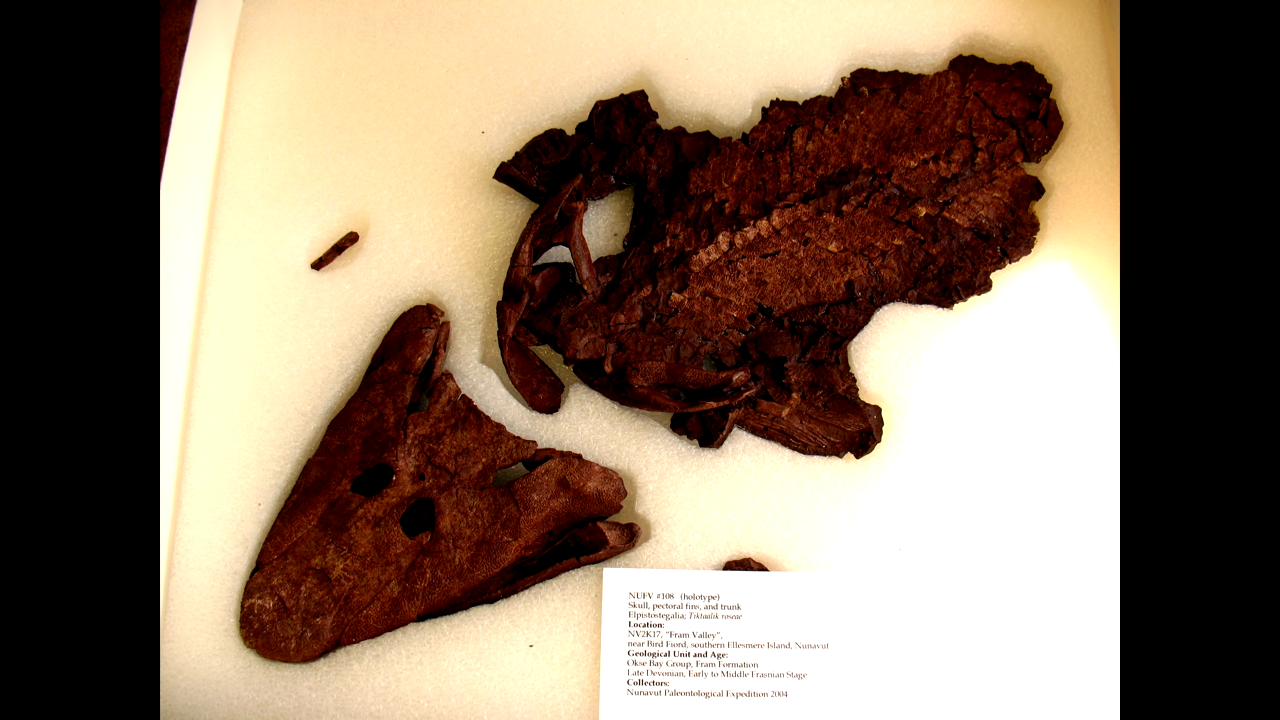 NUFV #108 (holotype)
Skull, pectoral fins, and trunk
Elpistostegalia; Tiktaalik roseae
Location:
NV2K17, "Fram Valley",
near Bird Fiord, southern Ellesmere Island, Nunavut
Geological Unit and Age:
Okse Bay Group, Fram Formation
Late Devonian, Early to Middle Frasnian Stage
Collectors:
Nunavut Paleontological Expedition 2004